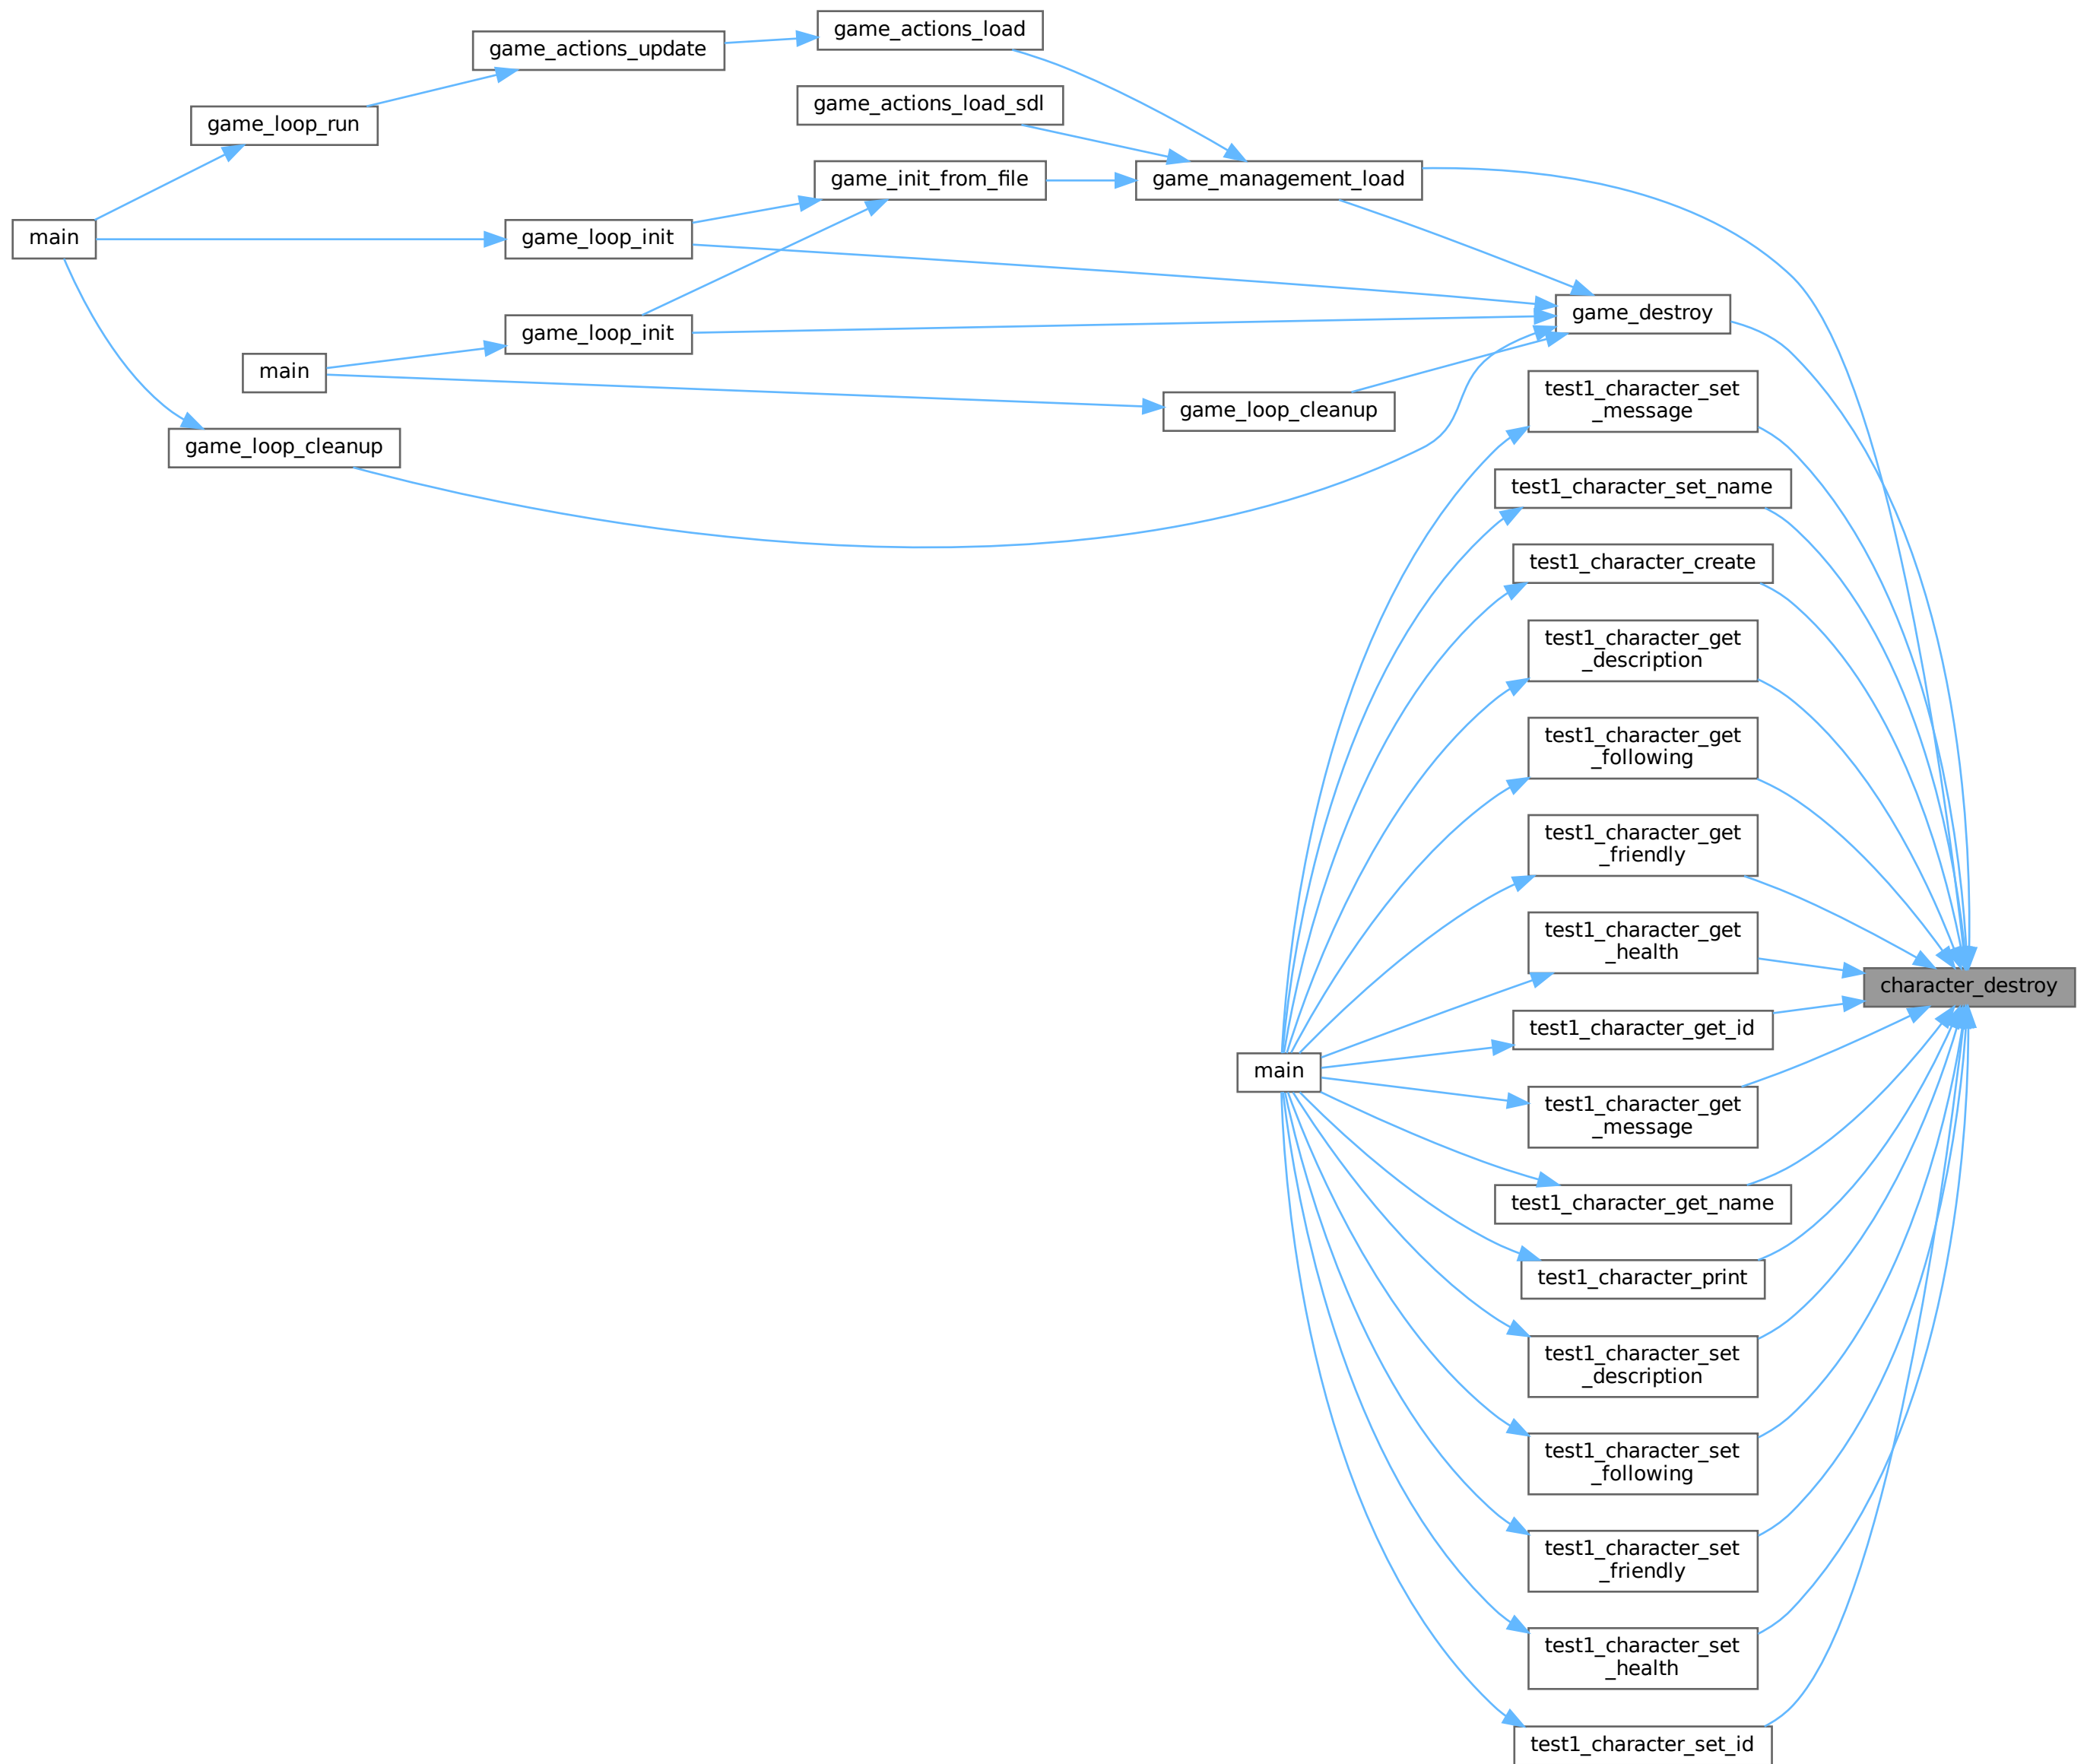 game_actions_load
game_actions_update
game_actions_load_sdl
game_loop_run
game_init_from_file
game_management_load
main
game_loop_init
game_destroy
game_loop_init
main
test1_character_set
_message
game_loop_cleanup
game_loop_cleanup
test1_character_set_name
test1_character_create
test1_character_get
_description
test1_character_get
_following
test1_character_get
_friendly
test1_character_get
_health
character_destroy
test1_character_get_id
main
test1_character_get
_message
test1_character_get_name
test1_character_print
test1_character_set
_description
test1_character_set
_following
test1_character_set
_friendly
test1_character_set
_health
test1_character_set_id